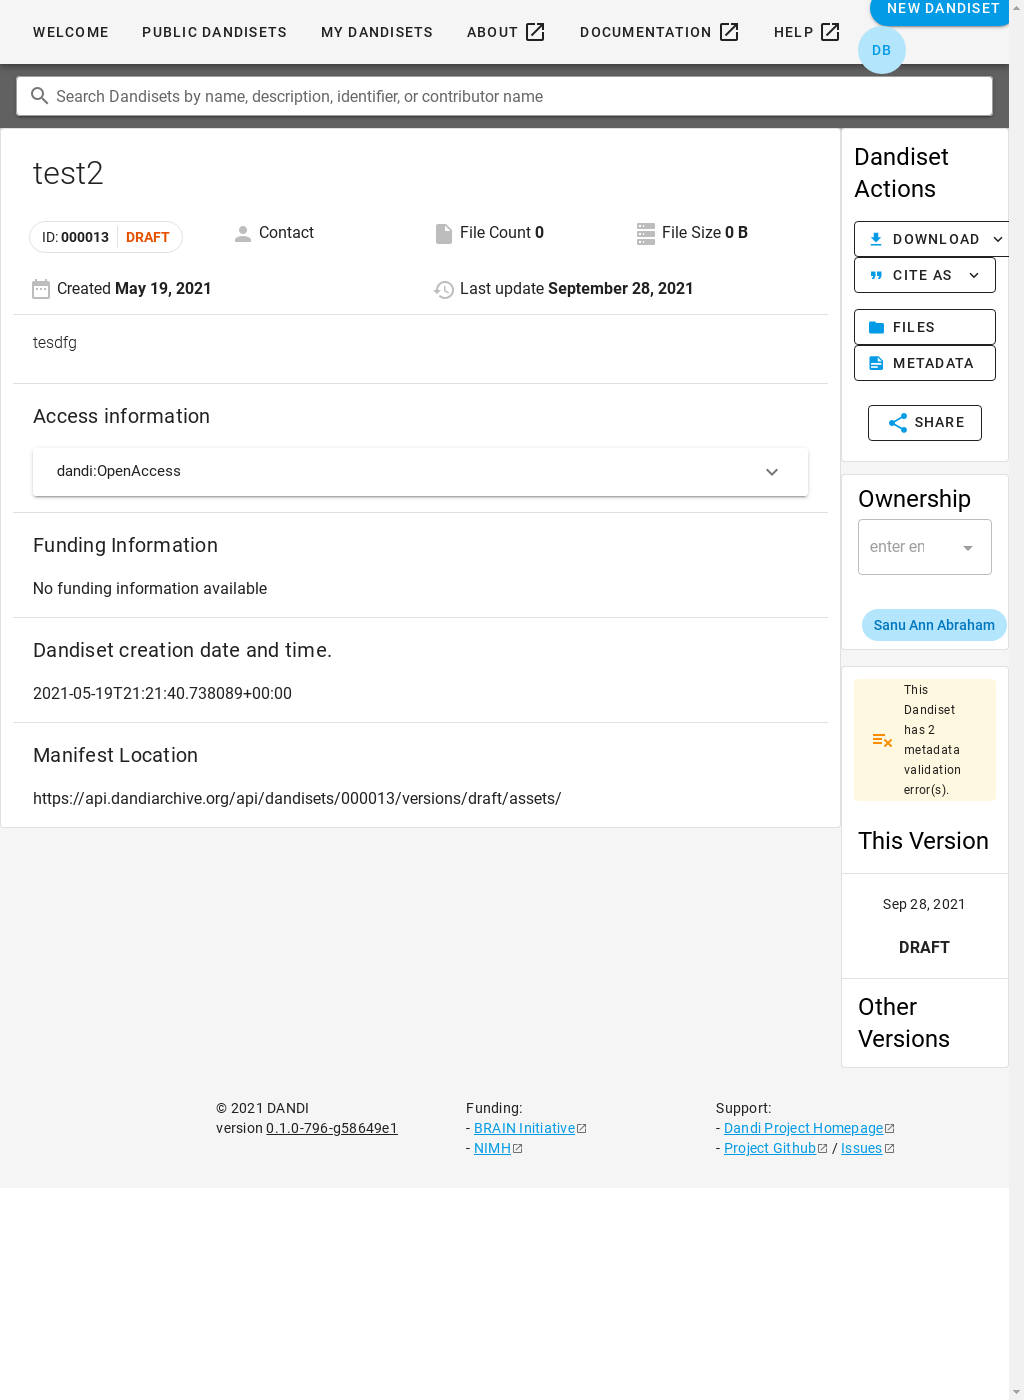 WELCOME
PUBLIC DANDISETS
MY DANDISETS
ABOUT
DOCUMENTATION
HELP
NEW DANDISET
DB
Search Dandisets by name, description, identifier, or contributor name
test2
ID: 000013 DRAFT
Contact
File Count 0
File Size 0 B
Created May 19, 2021
Last update September 28, 2021
tesdfg
Access information
dandi:OpenAccess
Funding Information
No funding information available
Dandiset creation date and time.
2021-05-19T21:21:40.738089+00:00
Manifest Location
https://api.dandiarchive.org/api/dandisets/000013/versions/draft/assets/
Dandiset
Actions
DOWNLOAD
CITE AS
FILES
METADATA
SHARE
Ownership
enter en
Sanu Ann Abraham
This
Dandiset
has 2
metadata
validation
error(s).
This Version
Sep 28, 2021
DRAFT
Other
Versions
© 2021 DANDI
version 0.1.0-796-g58649e1
Funding:
- BRAIN Initiative
- NIMH
Support:
- Dandi Project Homepage
- Project Github / Issues